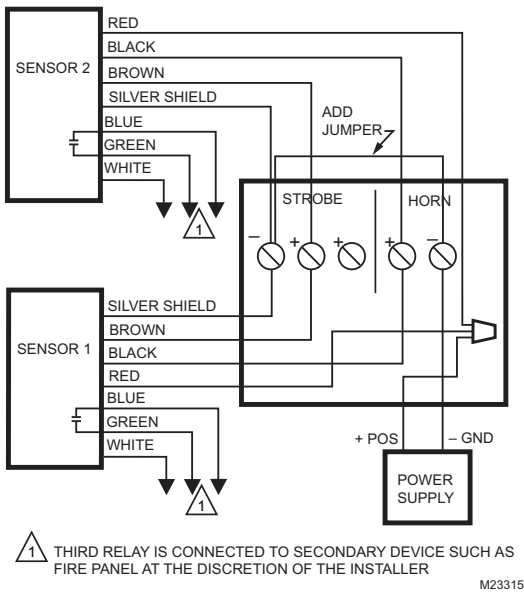 RED
BLACK
SENSOR 2
BROWN
SILVER SHIELD
BLUE
GREEN
WHITE
1
ADD
JUMPER
STROBE
HORN
– + + + –
SILVER SHIELD
BROWN
SENSOR 1
BLACK
RED
BLUE
GREEN
WHITE
1
+ POS – GND
POWER
SUPPLY
1 THIRD RELAY IS CONNECTED TO SECONDARY DEVICE SUCH AS
FIRE PANEL AT THE DISCRETION OF THE INSTALLER
M23315